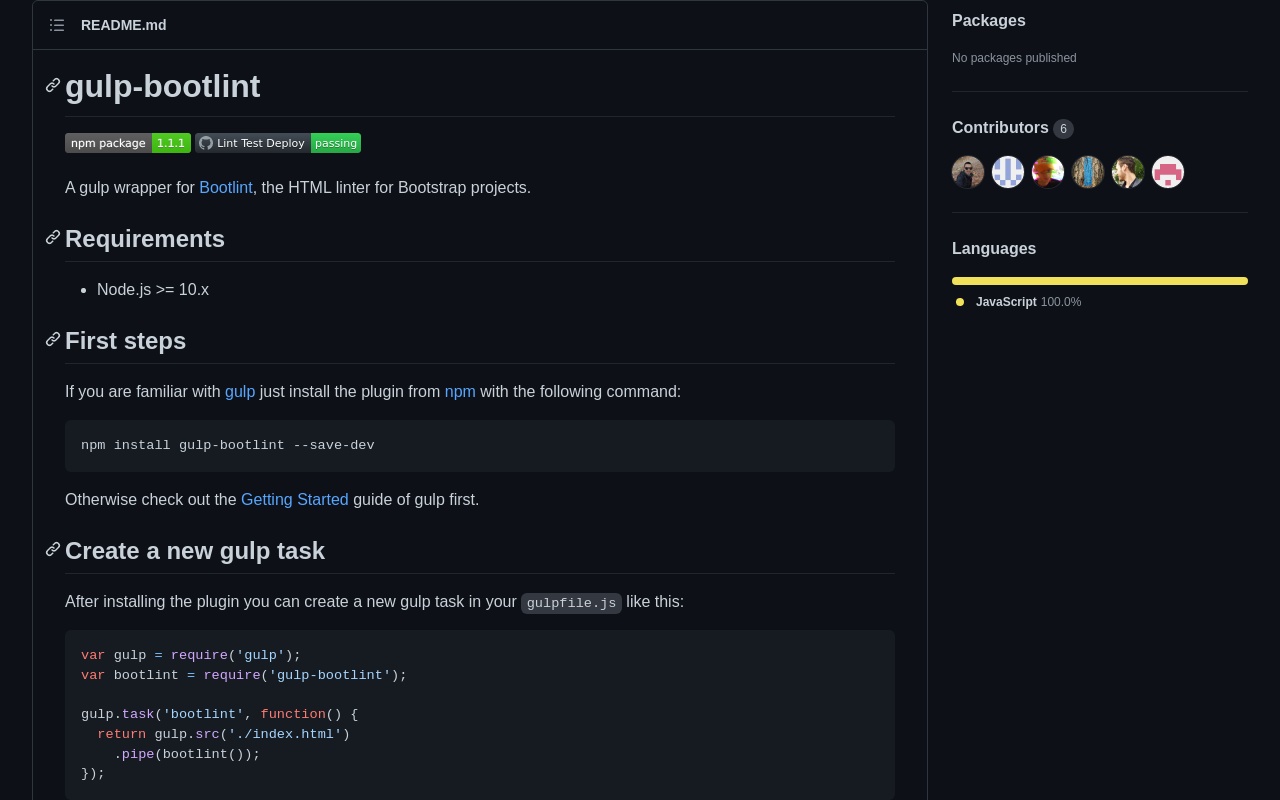 README.md
gulp-bootlint
npm package 1.1.1 Lint Test Deploy passing
A gulp wrapper for Bootlint, the HTML linter for Bootstrap projects.
Requirements
Node.js >= 10.x
First steps
If you are familiar with gulp just install the plugin from npm with the following command:
npm install gulp-bootlint --save-dev
Otherwise check out the Getting Started guide of gulp first.
Create a new gulp task
After installing the plugin you can create a new gulp task in your gulpfile.js like this:
var gulp = require('gulp');
var bootlint = require('gulp-bootlint');
gulp.task('bootlint', function() {
  return gulp.src('./index.html')
    .pipe(bootlint());
});
Packages
No packages published
Contributors 6
Languages
JavaScript 100.0%